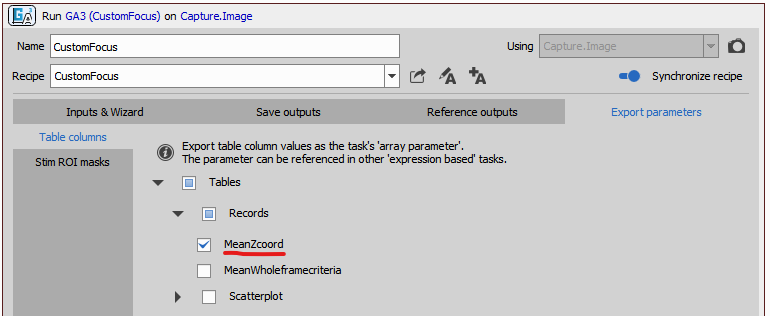 Run GA3 (CustomFocus) on Capture.Image
Name CustomFocus Using Capture.Image
Recipe CustomFocus Synchronize recipe
Inputs & Wizard Save outputs Reference outputs Export parameters
Table columns
Stim ROI masks
Export table column values as the task's 'array parameter'.
The parameter can be referenced in other 'expression based' tasks.
Tables
Records
MeanZcoord
MeanWholeframecriteria
Scatterplot